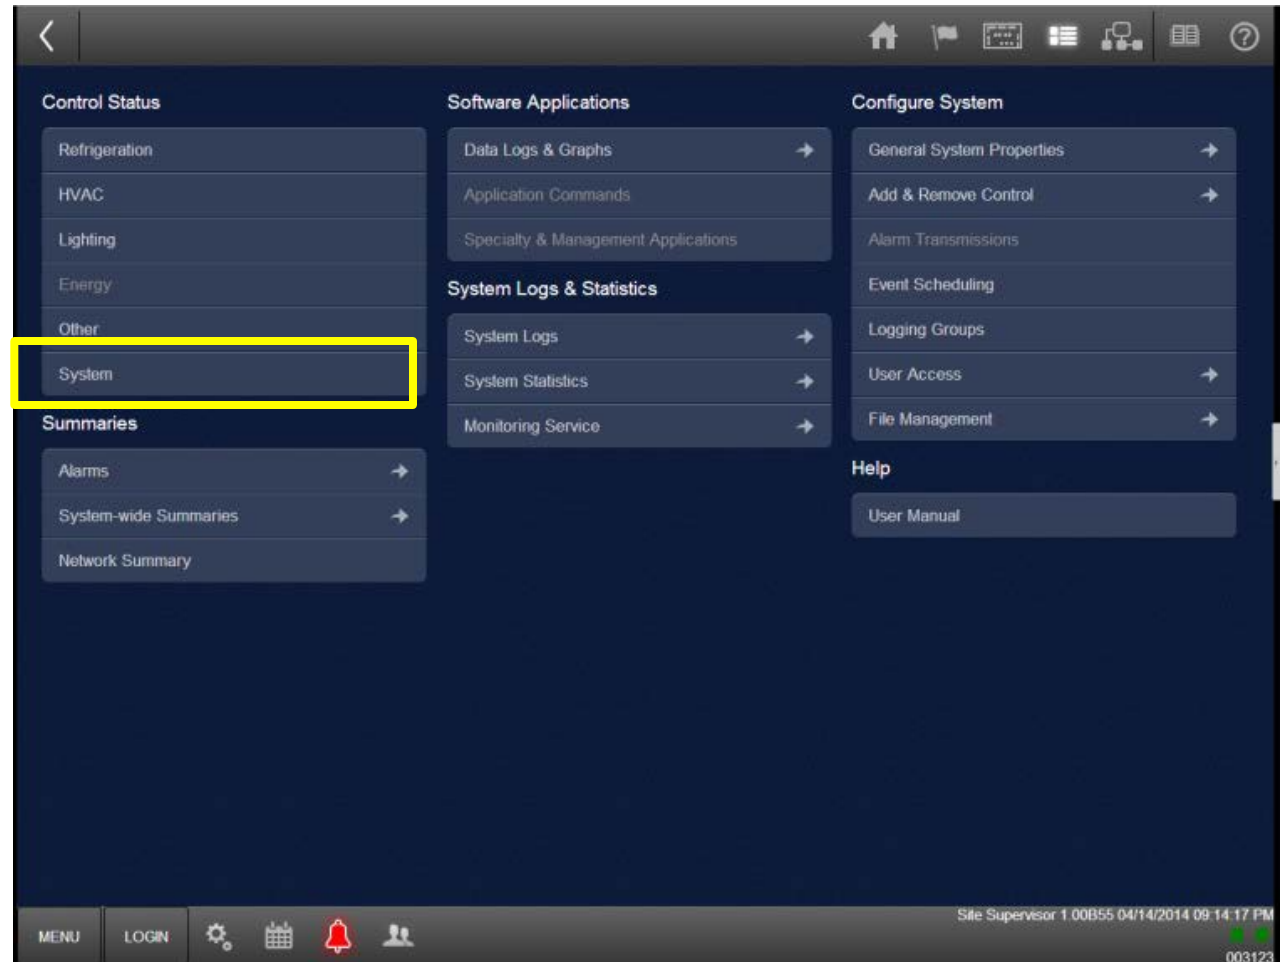 Control Status
Refrigeration
HVAC
Lighting
Energy
Other
System
Summaries
Alarms
System-wide Summaries
Network Summary
Software Applications
Data Logs & Graphs
Application Commands
Specialty & Management Applications
System Logs & Statistics
System Logs
System Statistics
Monitoring Service
Configure System
General System Properties
Add & Remove Control
Alarm Transmissions
Event Scheduling
Logging Groups
User Access
File Management
Help
User Manual
MENU
LOGIN
Site Supervisor 1.00B55 04/14/2014 09:14:17 PM
003123